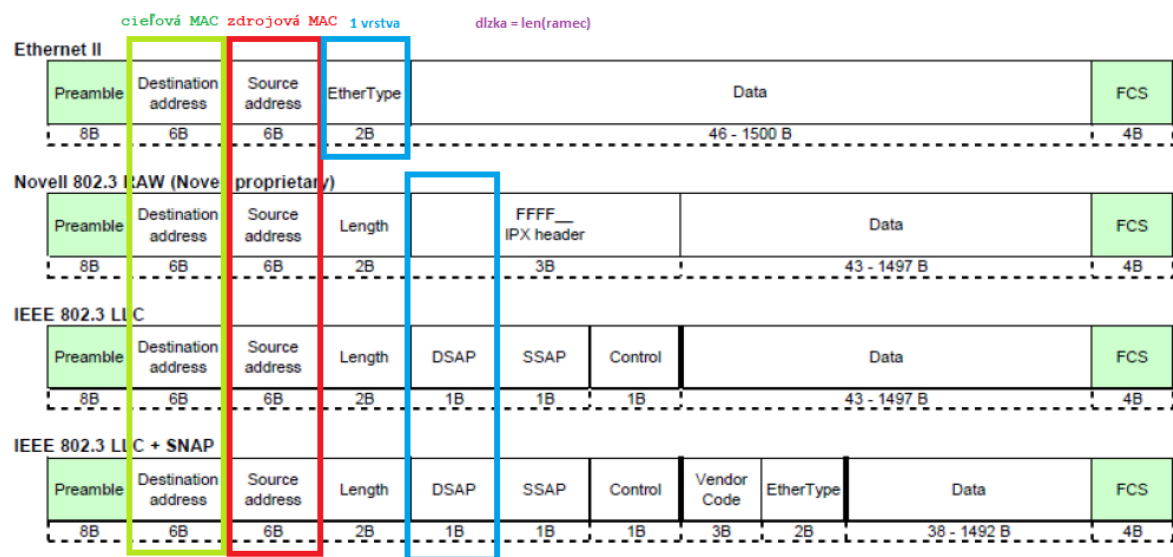 cieľová MAC zdrojová MAC 1 vrstva dlzka = len(ramec)
Ethernet II
Preamble Destination address Source address EtherType Data FCS
8B 6B 6B 2B 46 - 1500 B 4B
Novell 802.3 RAW (Novel proprietary)
Preamble Destination address Source address Length FFFF__ IPX header Data FCS
8B 6B 6B 2B 3B 43 - 1497 B 4B
IEEE 802.3 LLC
Preamble Destination address Source address Length DSAP SSAP Control Data FCS
8B 6B 6B 2B 1B 1B 1B 43 - 1497 B 4B
IEEE 802.3 LLC + SNAP
Preamble Destination address Source address Length DSAP SSAP Control Vendor Code EtherType Data FCS
8B 6B 6B 2B 1B 1B 1B 3B 2B 38 - 1492 B 4B